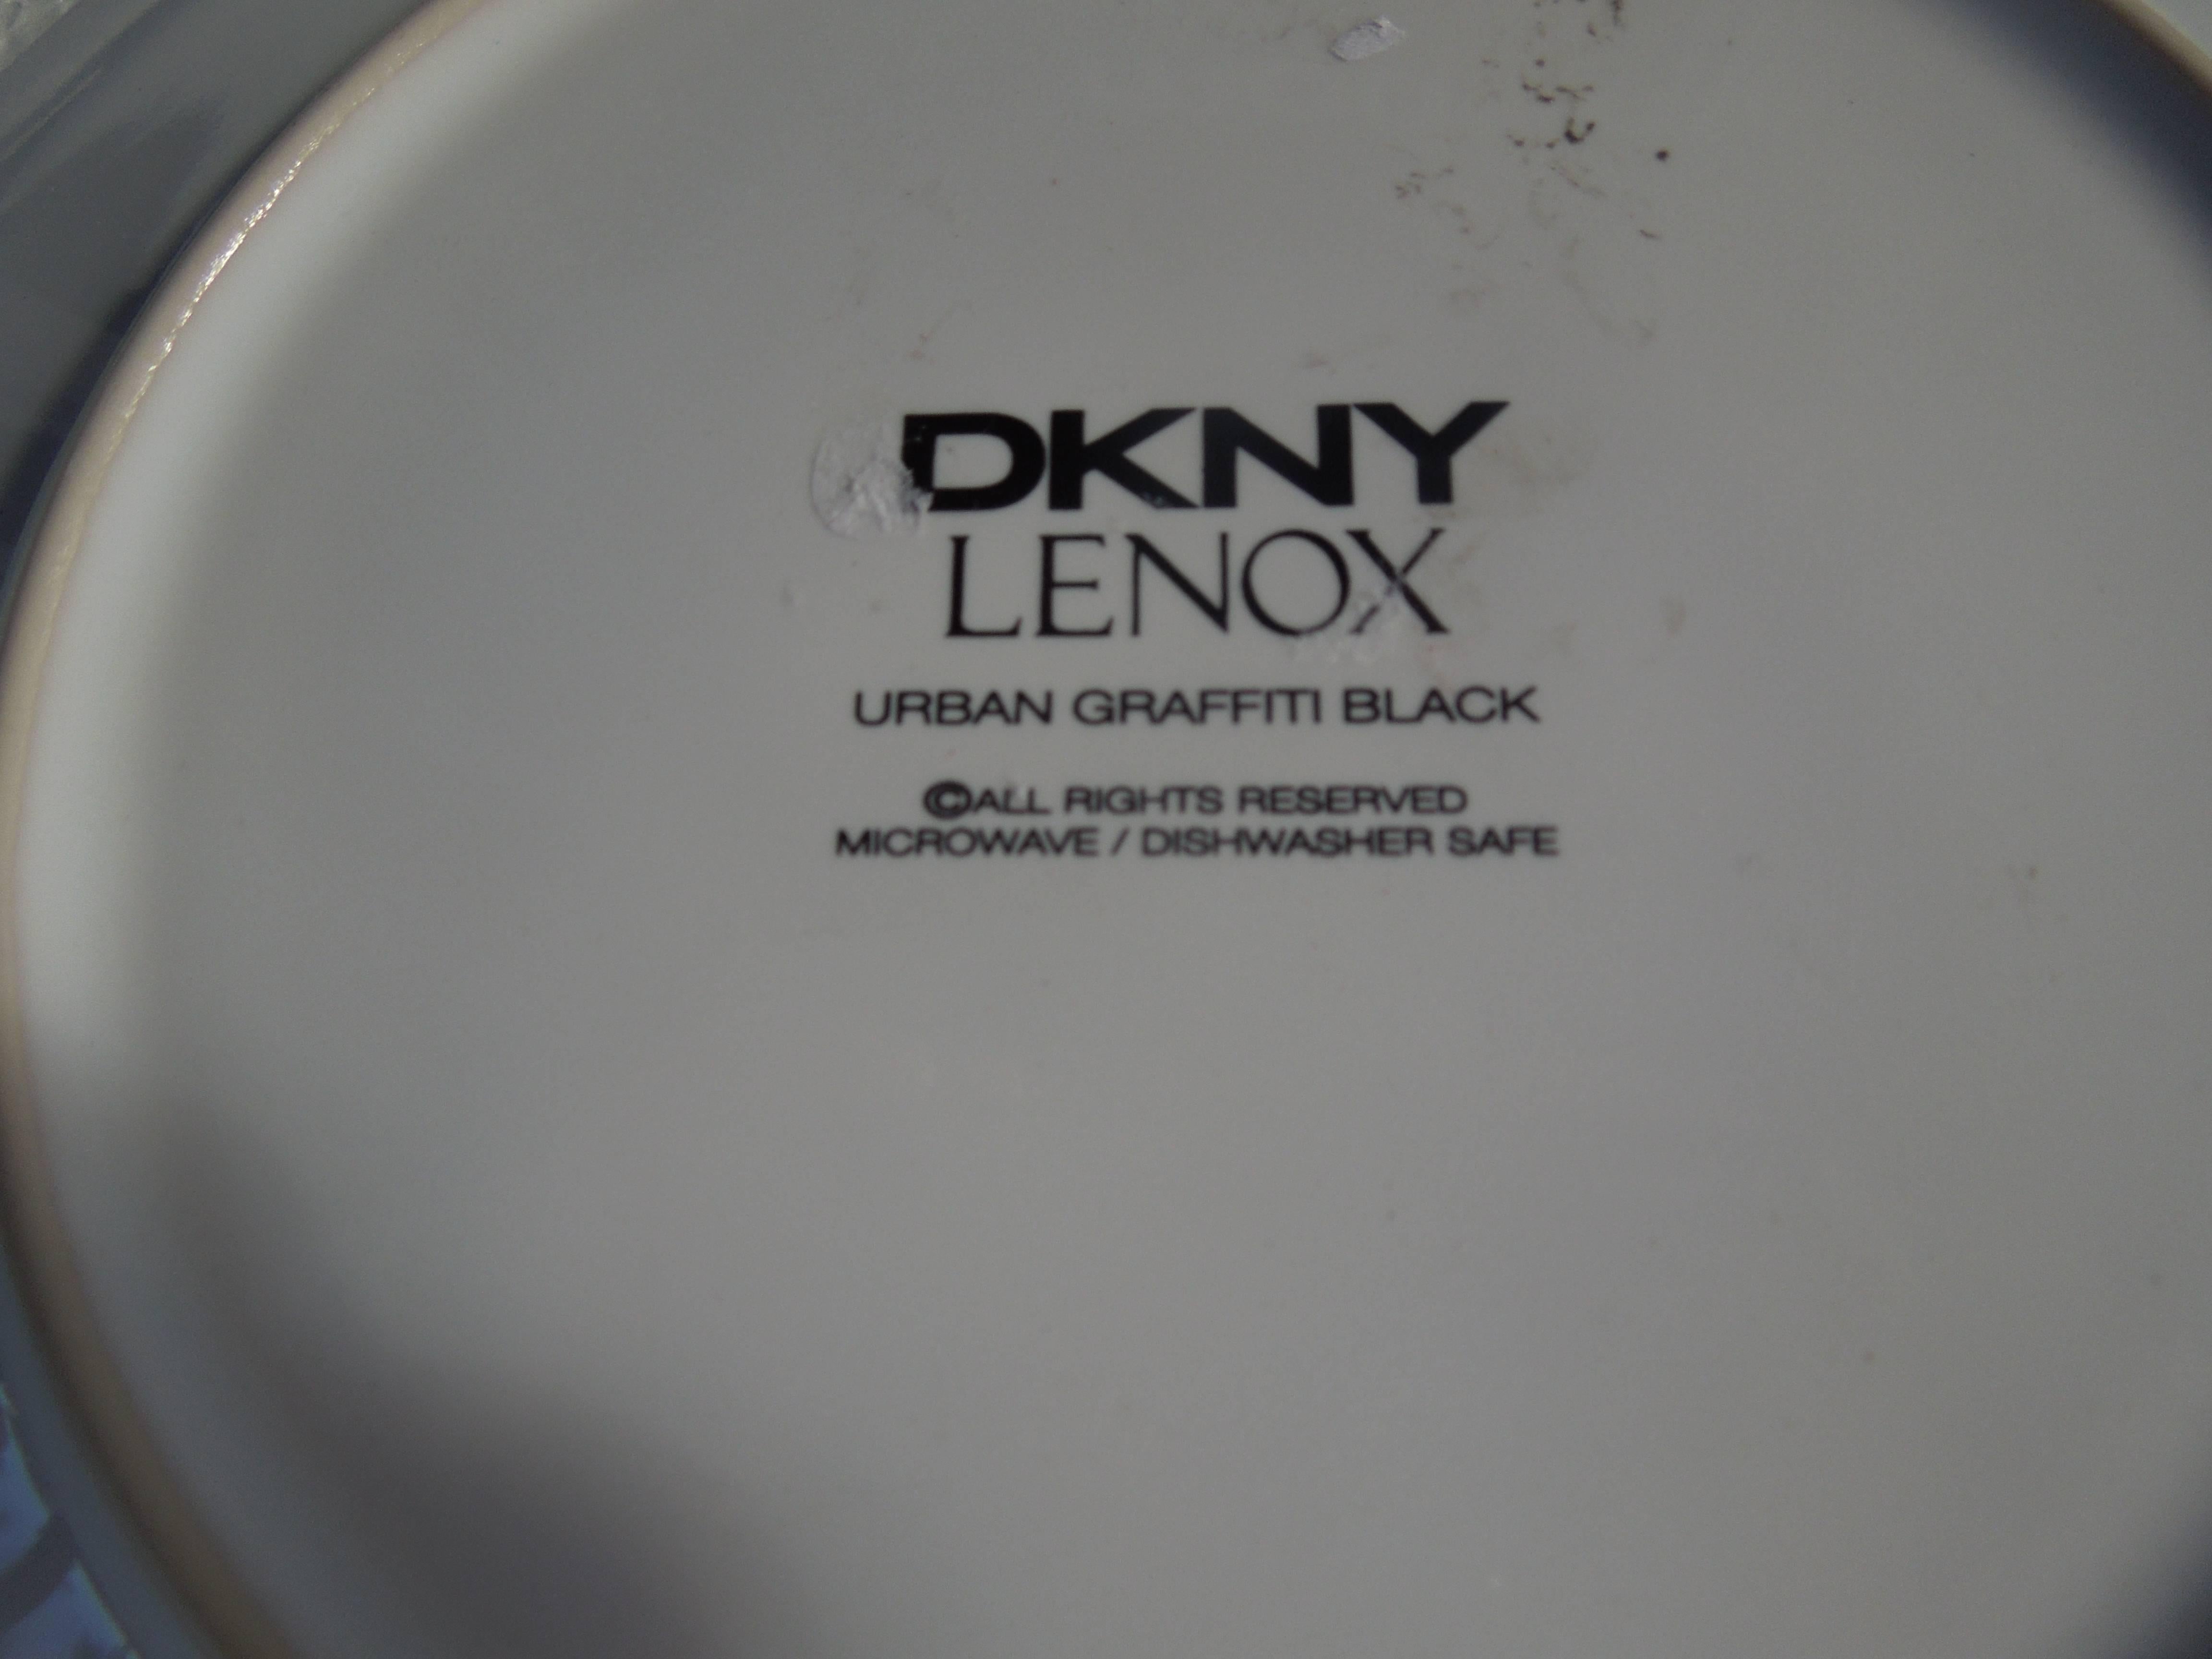 DKNY
LENOX
URBAN GRAFFITI BLACK
©ALL RIGHTS RESERVED
MICROWAVE / DISHWASHER SAFE